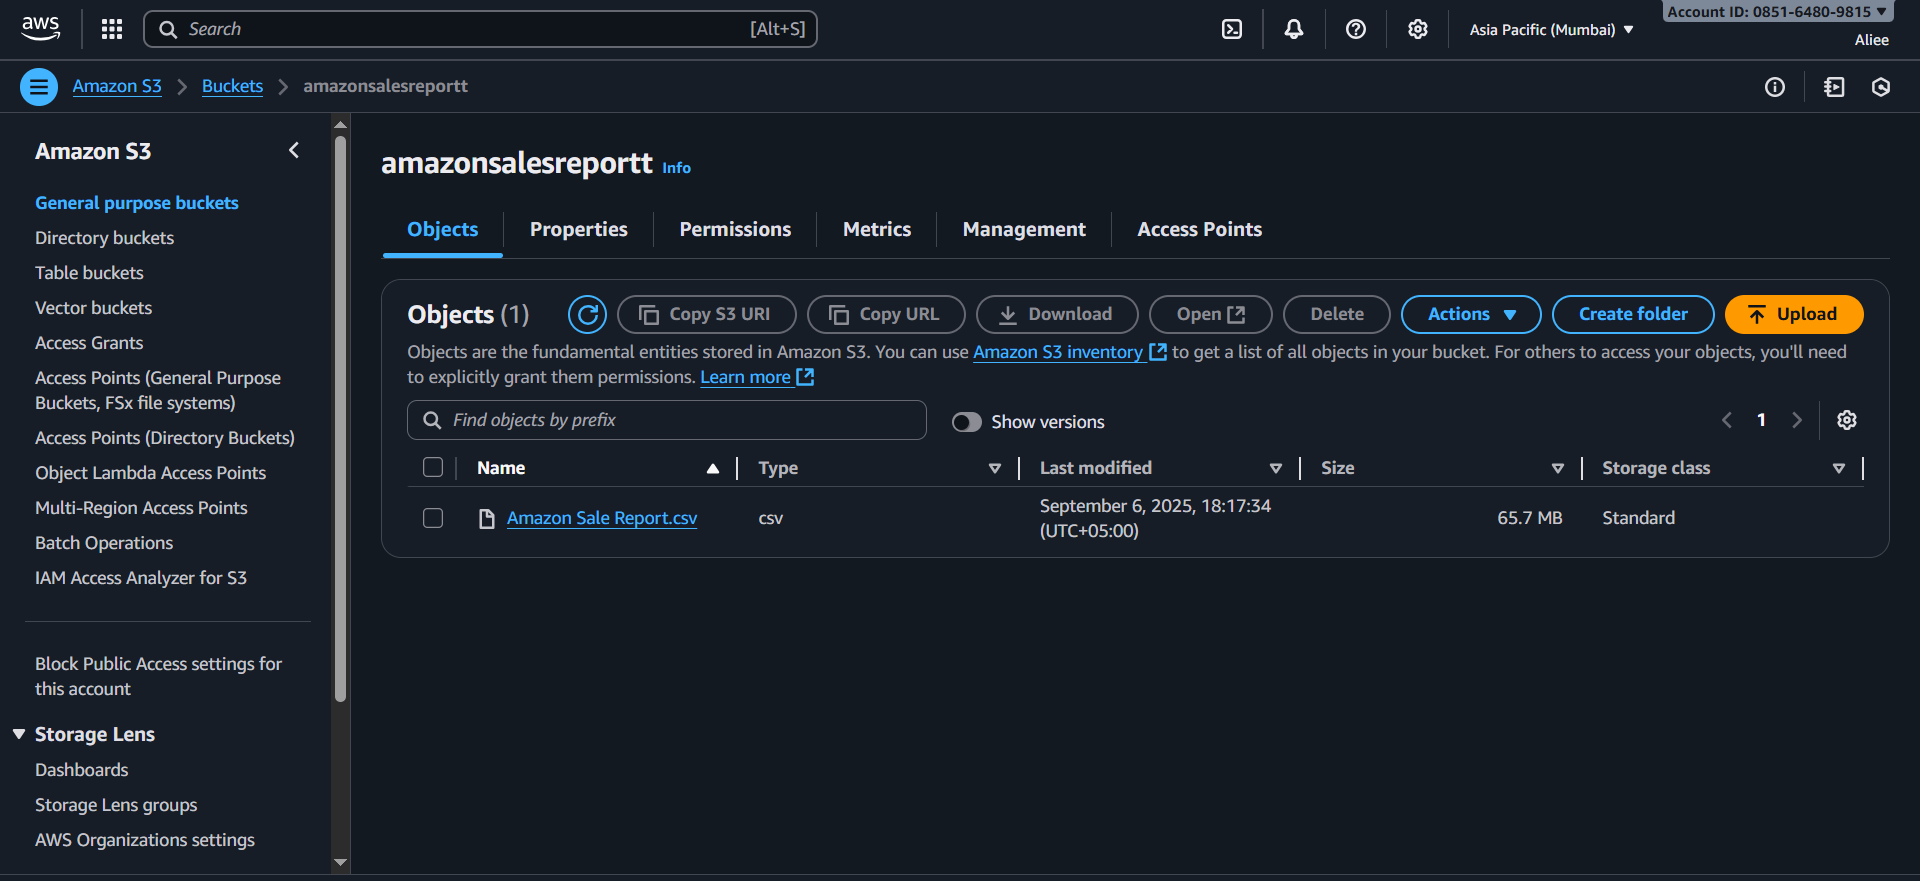 aws
Search
[Alt+S]
Asia Pacific (Mumbai)
Account ID: 0851-6480-9815
Aliee
Amazon S3
Buckets
amazonsalesreportt
Amazon S3
General purpose buckets
Directory buckets
Table buckets
Vector buckets
Access Grants
Access Points (General Purpose
Buckets, FSx file systems)
Access Points (Directory Buckets)
Object Lambda Access Points
Multi-Region Access Points
Batch Operations
IAM Access Analyzer for S3
Block Public Access settings for
this account
Storage Lens
Dashboards
Storage Lens groups
AWS Organizations settings
amazonsalesreportt Info
Objects
Properties
Permissions
Metrics
Management
Access Points
Objects (1)
Copy S3 URI
Copy URL
Download
Open
Delete
Actions
Create folder
Upload
Objects are the fundamental entities stored in Amazon S3. You can use Amazon S3 inventory to get a list of all objects in your bucket. For others to access your objects, you'll need
to explicitly grant them permissions. Learn more
Find objects by prefix
Show versions
1
Name
Type
Last modified
Size
Storage class
Amazon Sale Report.csv
csv
September 6, 2025, 18:17:34
(UTC+05:00)
65.7 MB
Standard